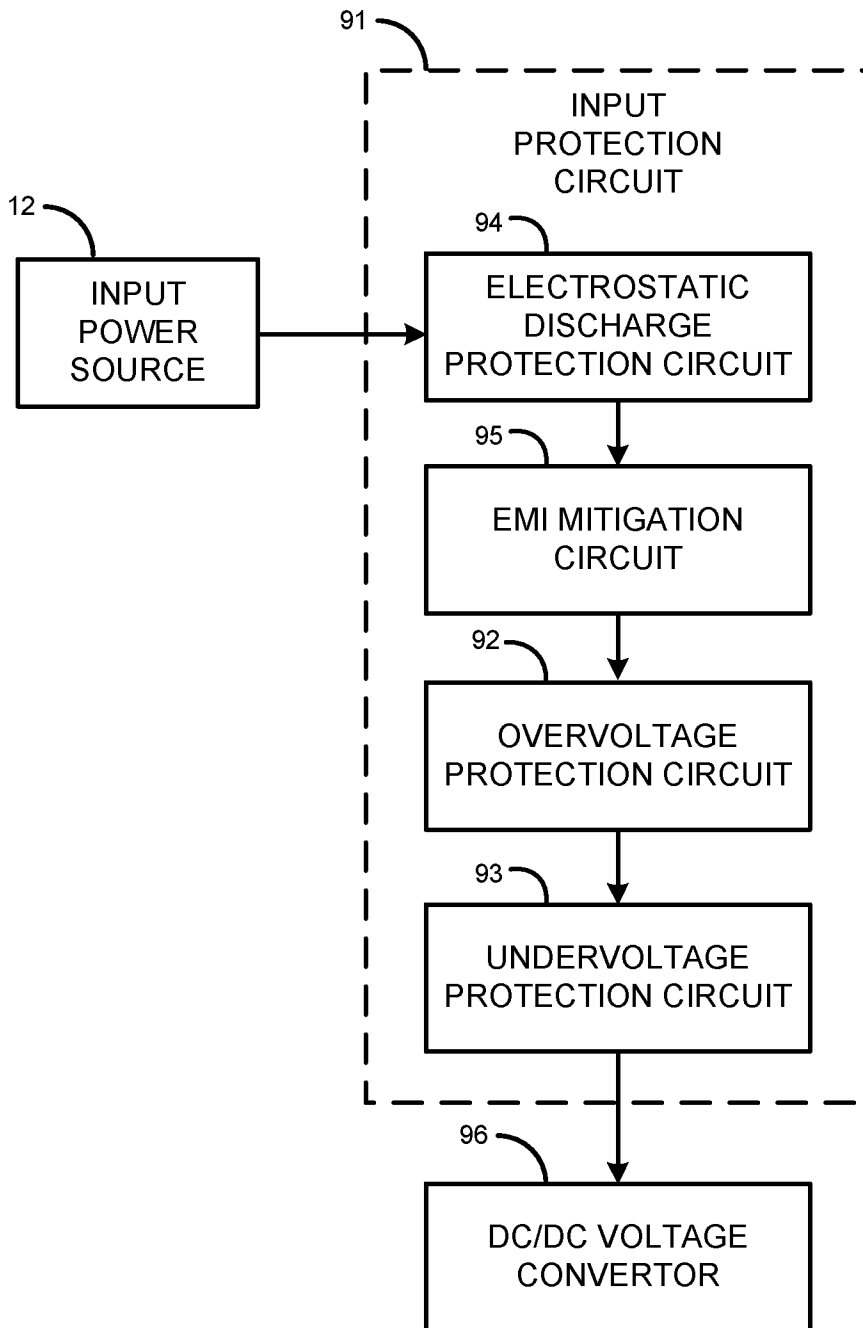 91
INPUT
PROTECTION
CIRCUIT
12
INPUT
POWER
SOURCE
94
ELECTROSTATIC
DISCHARGE
PROTECTION CIRCUIT
95
EMI MITIGATION
CIRCUIT
92
OVERVOLTAGE
PROTECTION CIRCUIT
93
UNDERVOLTAGE
PROTECTION CIRCUIT
96
DC/DC VOLTAGE
CONVERTOR